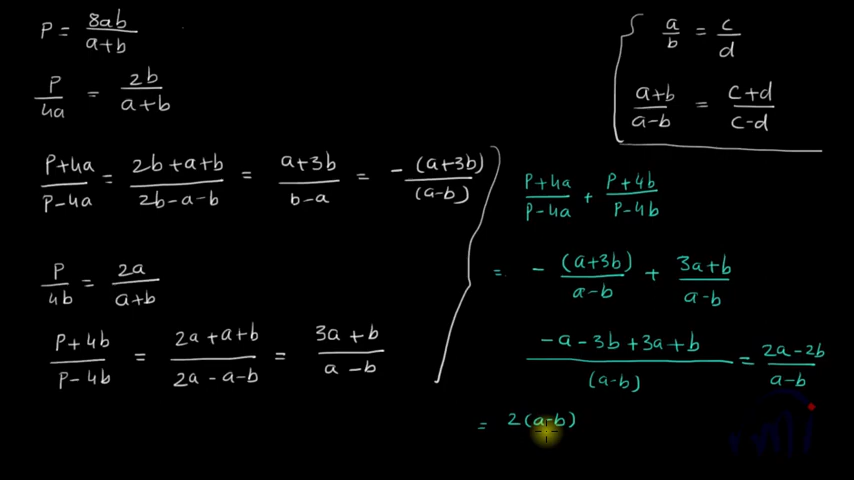 P = 8ab/(a+b)
P/4a = 2b/(a+b)
(P+4a)/(P-4a) = (2b+a+b)/(2b-a-b) = (a+3b)/(b-a) = -(a+3b)/(a-b)
P/4b = 2a/(a+b)
(P+4b)/(P-4b) = (2a+a+b)/(2a-a-b) = (3a+b)/(a-b)
a/b = c/d
(a+b)/(a-b) = (c+d)/(c-d)
(P+4a)/(P-4a) + (P+4b)/(P-4b)
= -(a+3b)/(a-b) + (3a+b)/(a-b)
(-a-3b+3a+b)/(a-b) = (2a-2b)/(a-b)
= 2(a-b)